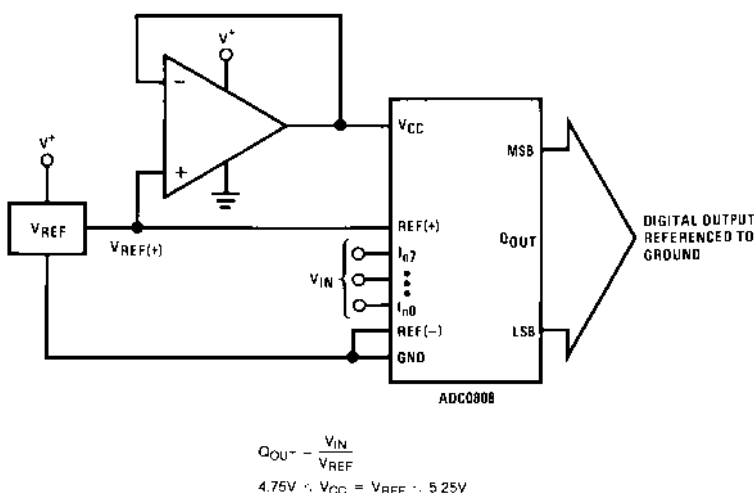 V+
V+
−
+
VCC
MSB
VREF
VREF(+)
REF(+)
QOUT
DIGITAL OUTPUT
REFERENCED TO
GROUND
VIN
In7
In0
REF(−)
LSB
GND
ADC0808
QOUT = VIN / VREF
4.75V ≤ VCC = VREF ≤ 5.25V